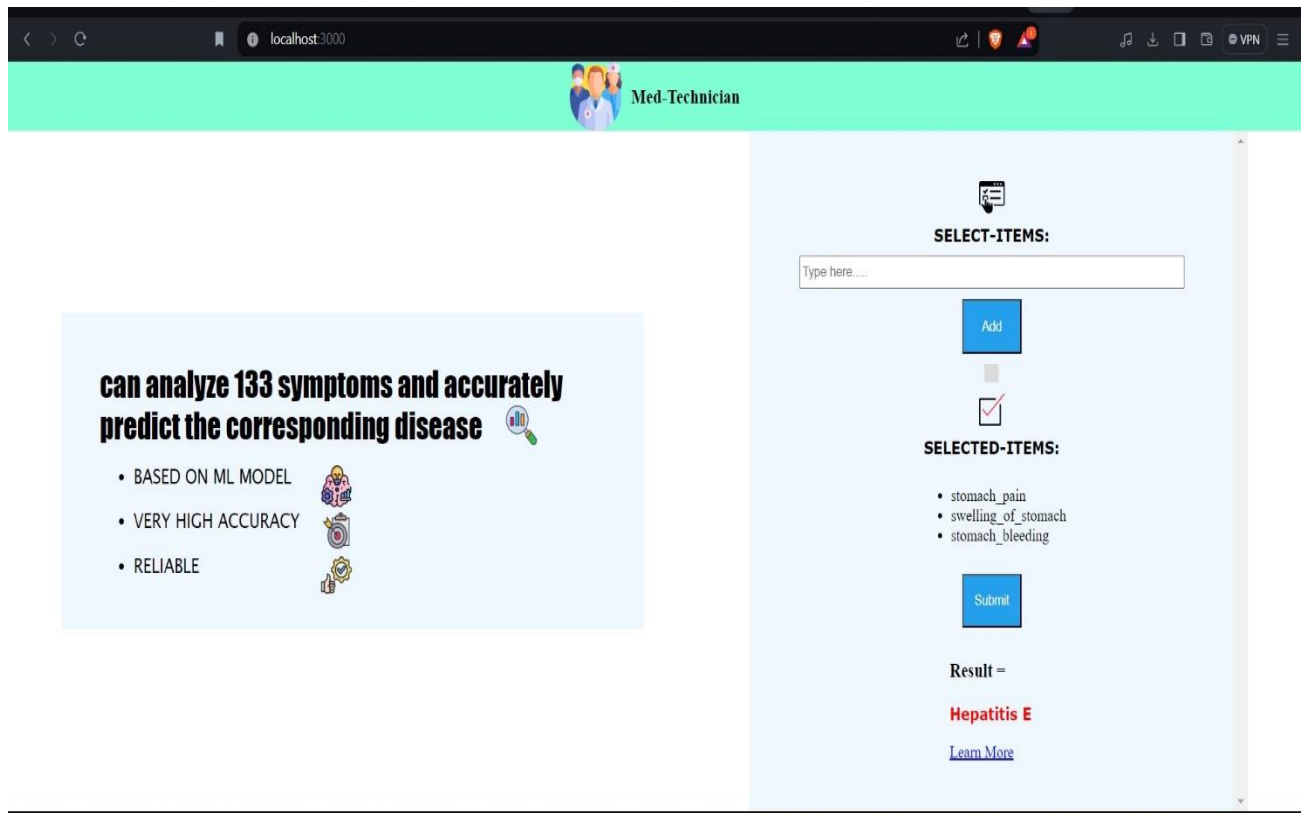 localhost:3000
VPN
Med-Technician
can analyze 133 symptoms and accurately
predict the corresponding disease
• BASED ON ML MODEL
• VERY HIGH ACCURACY
• RELIABLE
SELECT-ITEMS:
Type here.....
Add
SELECTED-ITEMS:
• stomach_pain
• swelling_of_stomach
• stomach_bleeding
Submit
Result =
Hepatitis E
Learn More